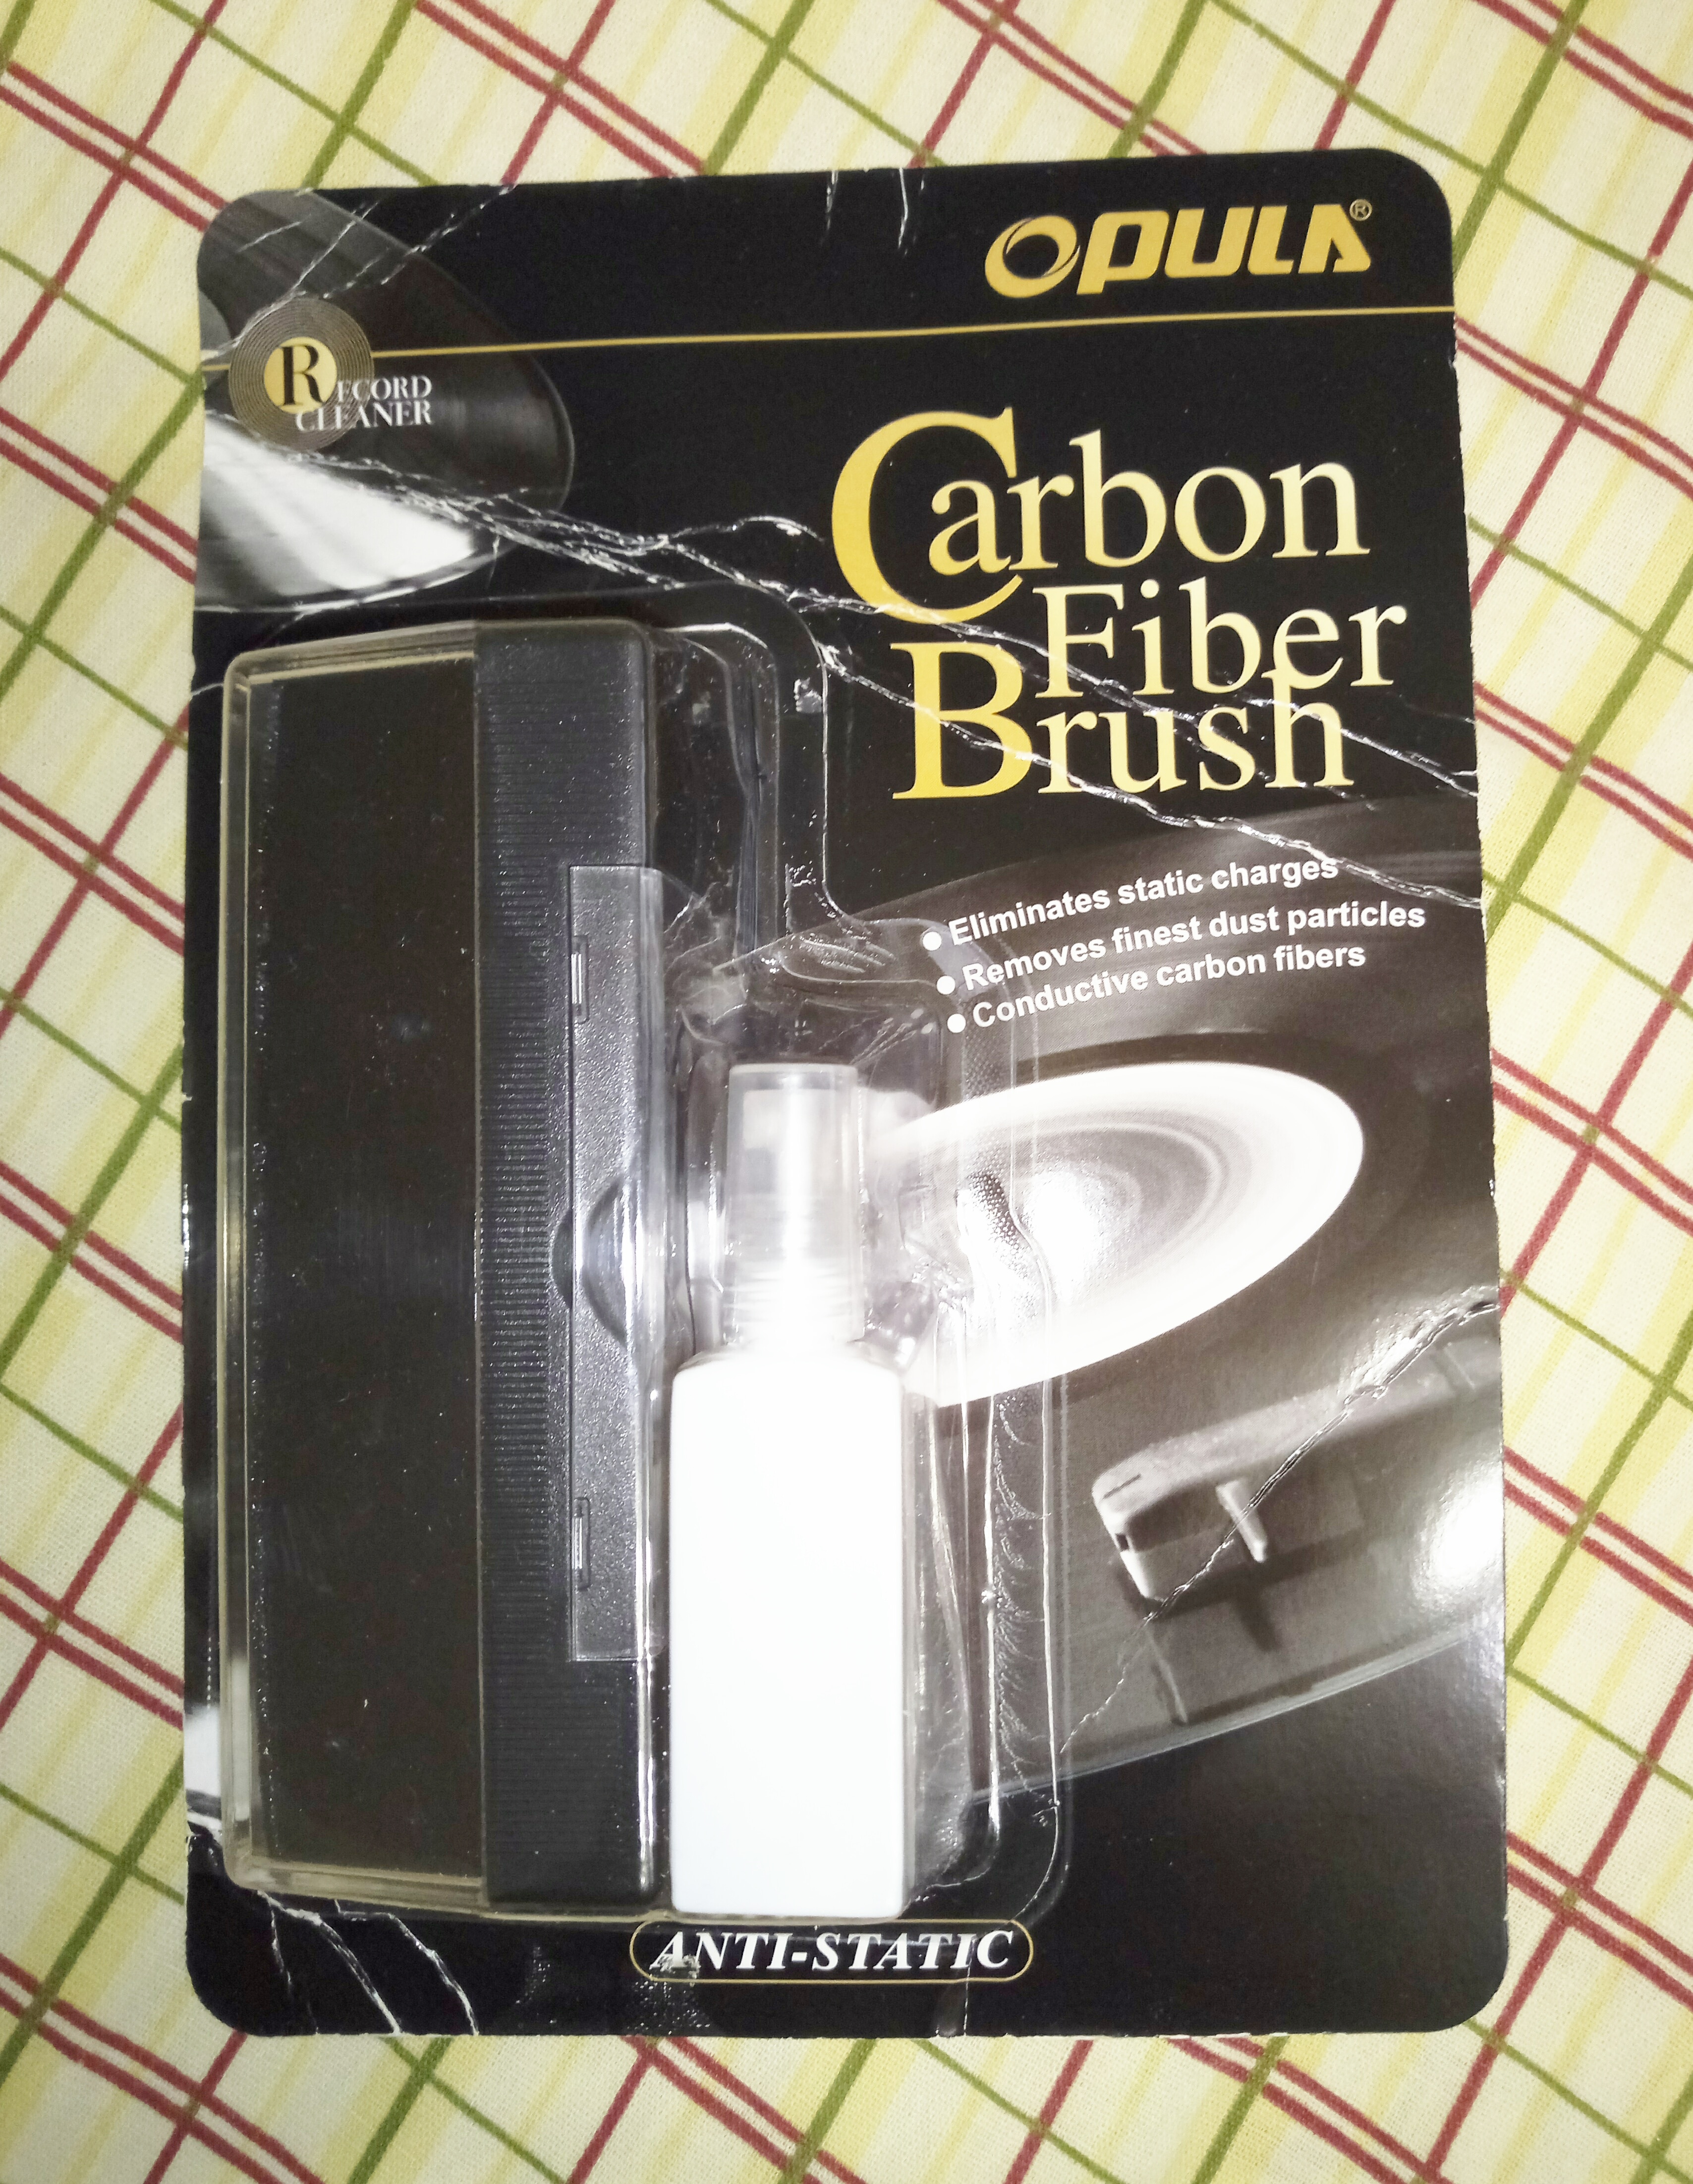 OPULA®
RECORD
CLEANER
Carbon
Fiber
Brush
• Eliminates static charges
• Removes finest dust particles
• Conductive carbon fibers
ANTI-STATIC